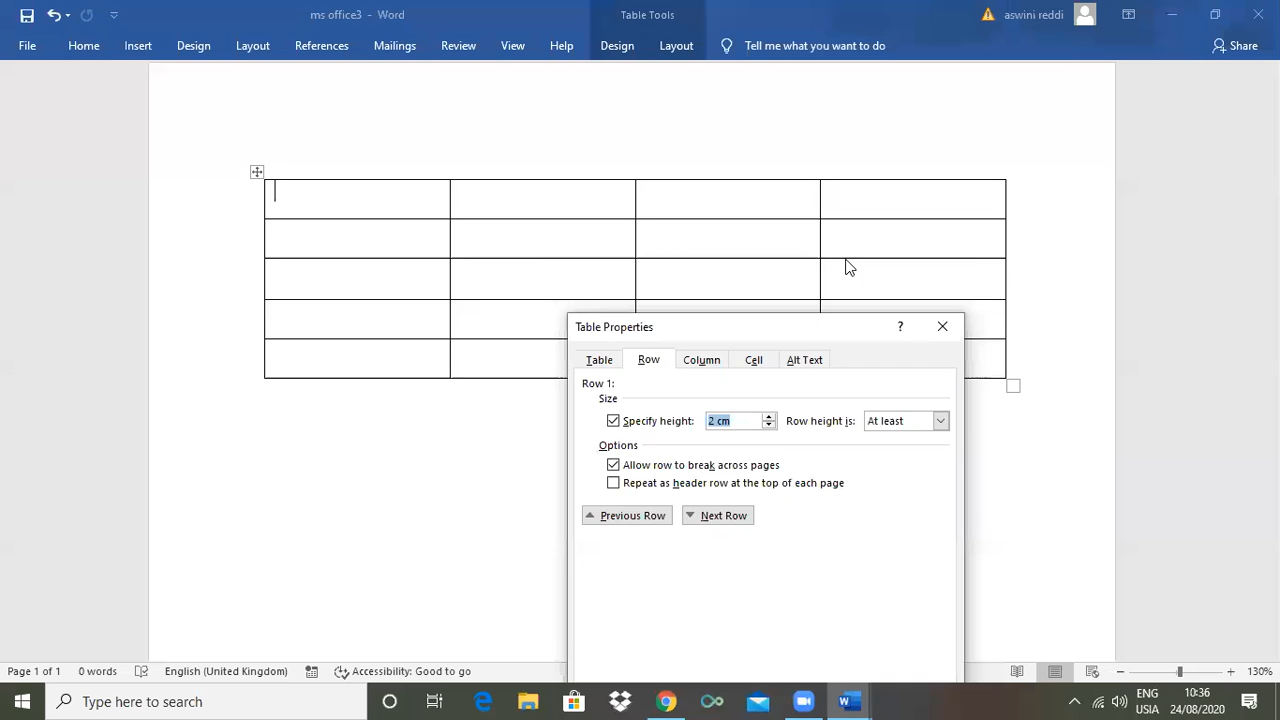 ms office3 - Word
Table Tools
aswini reddi
File Home Insert Design Layout References Mailings Review View Help Design Layout Tell me what you want to do Share
Table Properties ?
Table Row Column Cell Alt Text
Row 1:
Size
Specify height: 2 cm Row height is: At least
Options
Allow row to break across pages
Repeat as header row at the top of each page
Previous Row Next Row
Page 1 of 1 0 words English (United Kingdom) Accessibility: Good to go 130%
Type here to search
ENG
USIA
10:36
24/08/2020